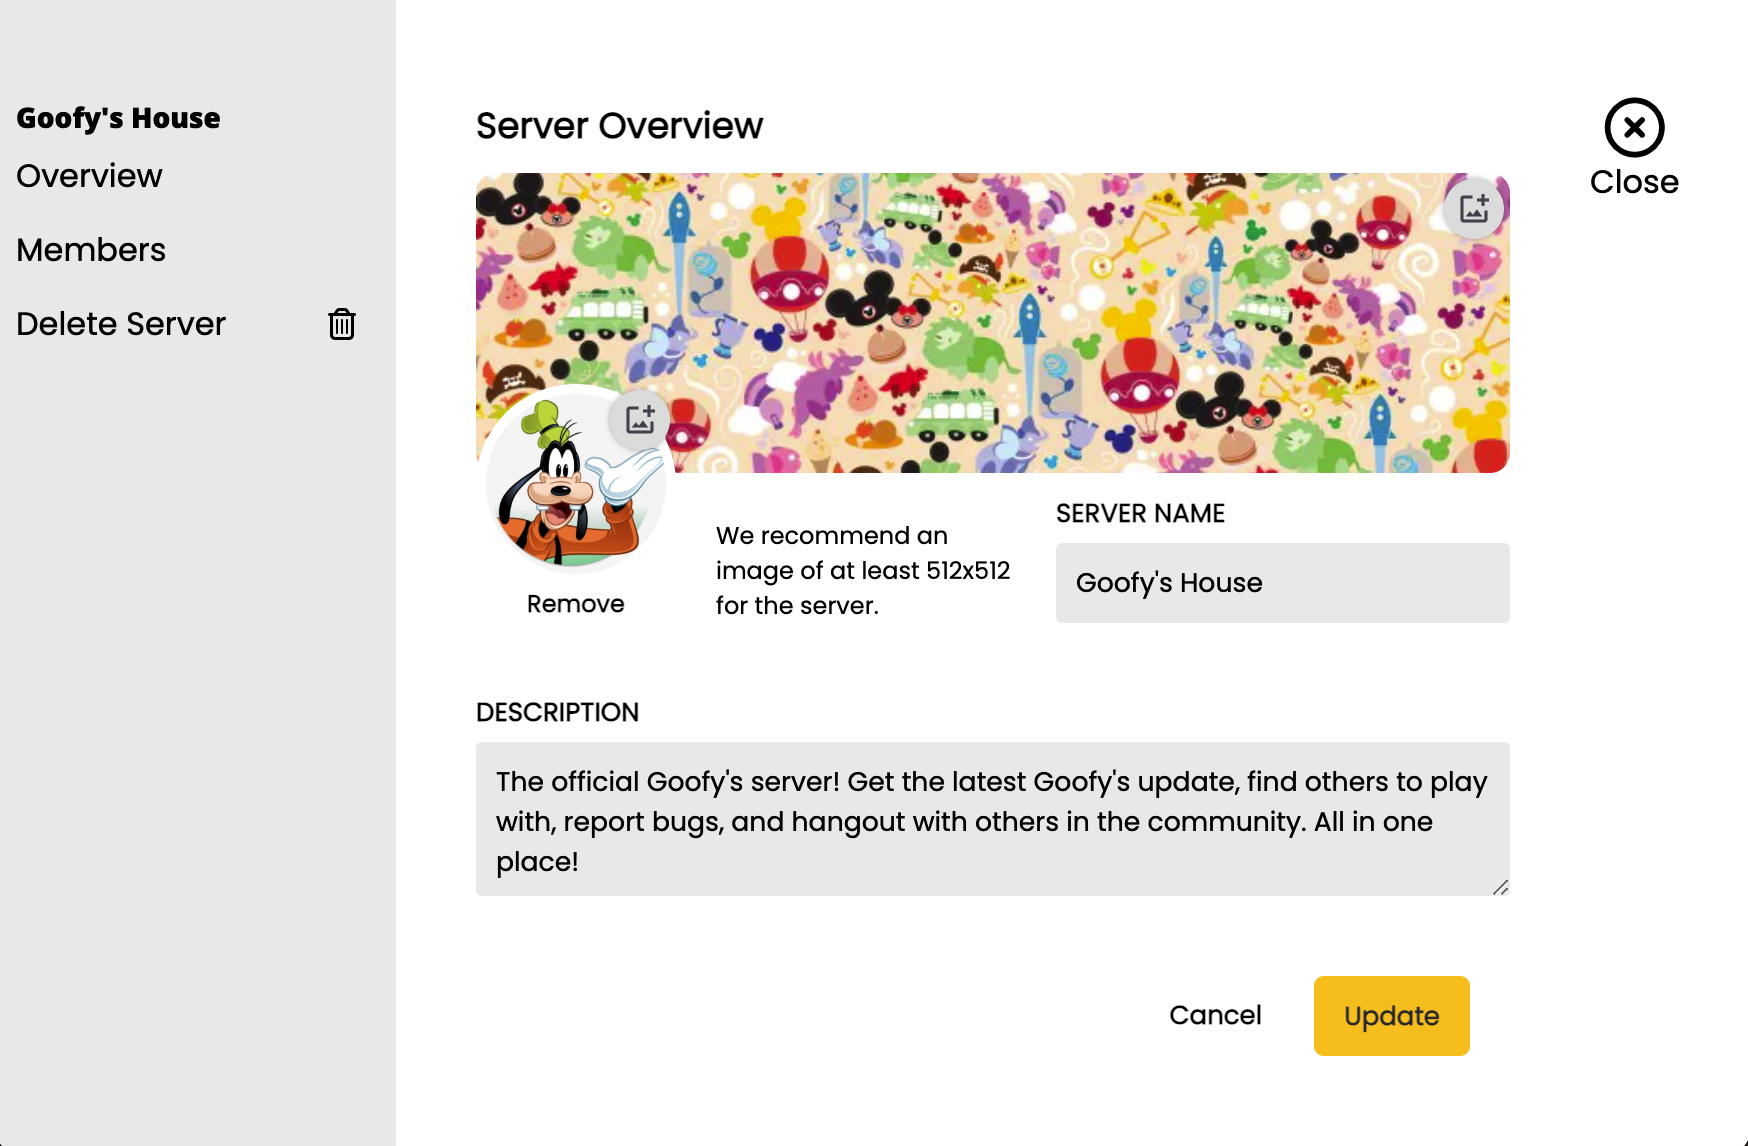 Goofy's House
Overview
Members
Delete Server
Server Overview
Close
Remove
We recommend an
image of at least 512x512
for the server.
SERVER NAME
Goofy's House
DESCRIPTION
The official Goofy's server! Get the latest Goofy's update, find others to play
with, report bugs, and hangout with others in the community. All in one
place!
Cancel
Update